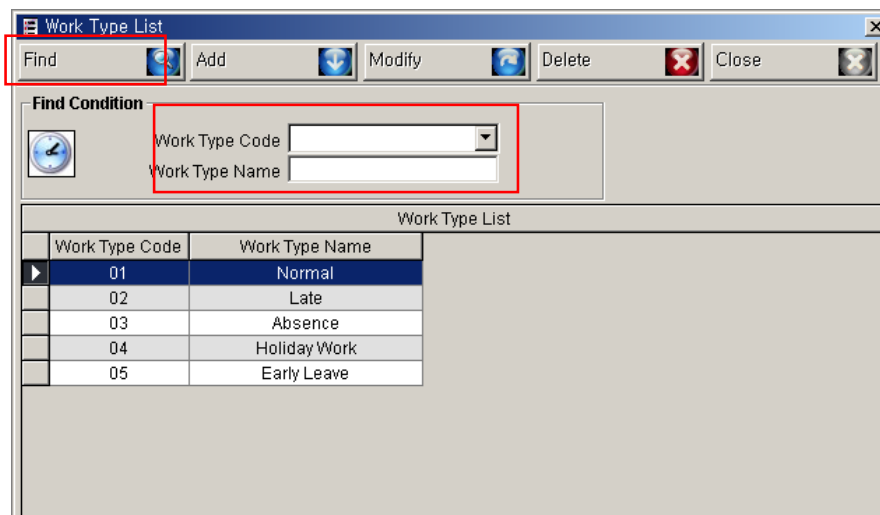 Work Type List
Find Add Modify Delete Close
Find Condition
Work Type Code
Work Type Name
Work Type List
Work Type Code Work Type Name
01 Normal
02 Late
03 Absence
04 Holiday Work
05 Early Leave